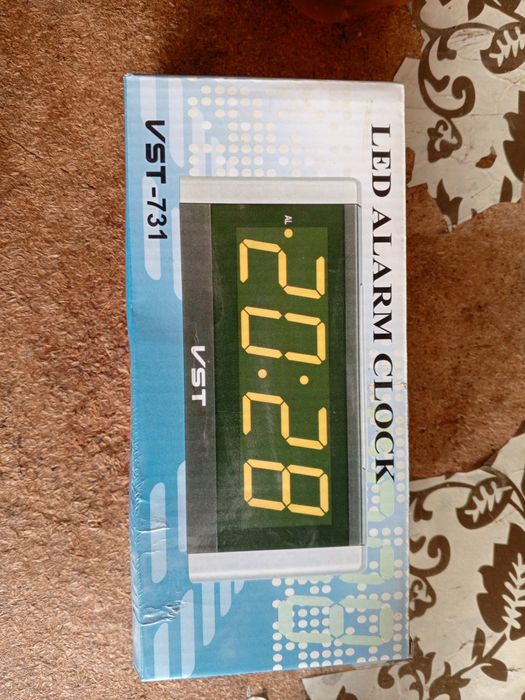 LED ALARM CLOCK
AL
20:28
VST
VST-731